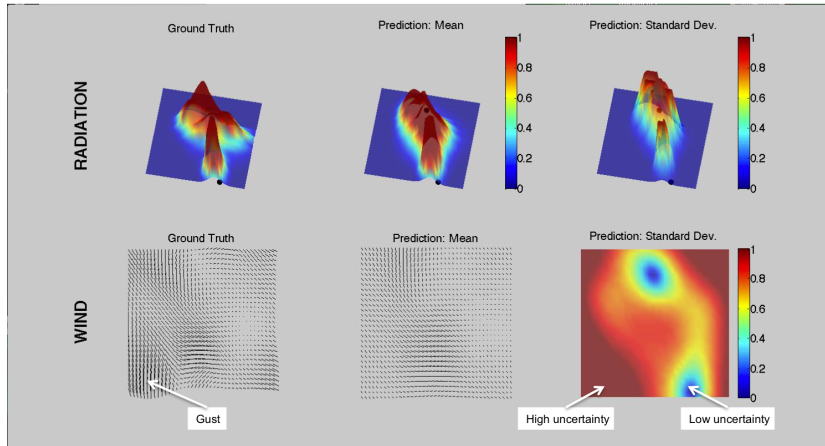 Ground Truth
Prediction: Mean
Prediction: Standard Dev.
RADIATION
1
0.8
0.6
0.4
0.2
0
1
0.8
0.6
0.4
0.2
0
Ground Truth
Prediction: Mean
Prediction: Standard Dev.
WIND
1
0.8
0.6
0.4
0.2
0
Gust
High uncertainty
Low uncertainty